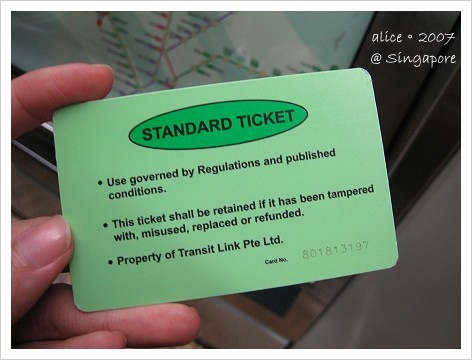 alice • 2007
@ Singapore
STANDARD TICKET
• Use governed by Regulations and published
conditions.
• This ticket shall be retained if it has been tampered
with, misused, replaced or refunded.
• Property of Transit Link Pte Ltd.
Card No. 801813197